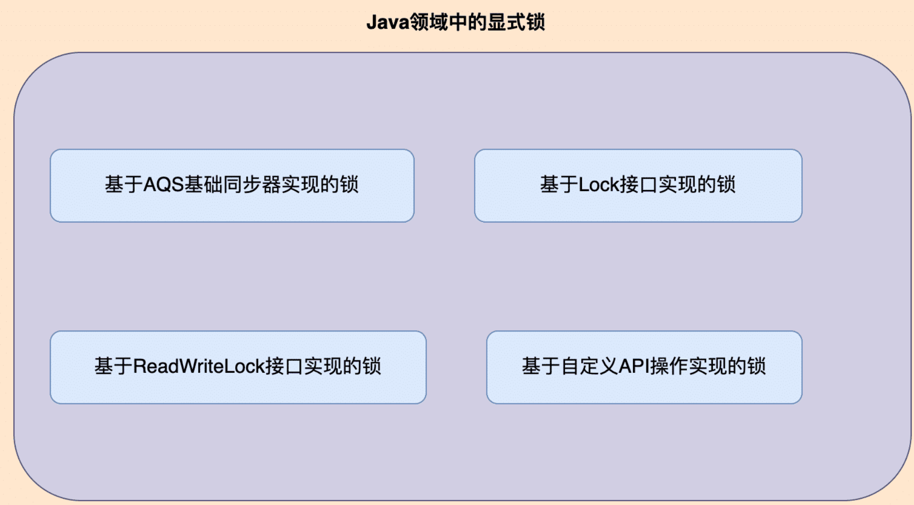 Java领域中的显式锁
基于AQS基础同步器实现的锁
基于Lock接口实现的锁
基于ReadWriteLock接口实现的锁
基于自定义API操作实现的锁